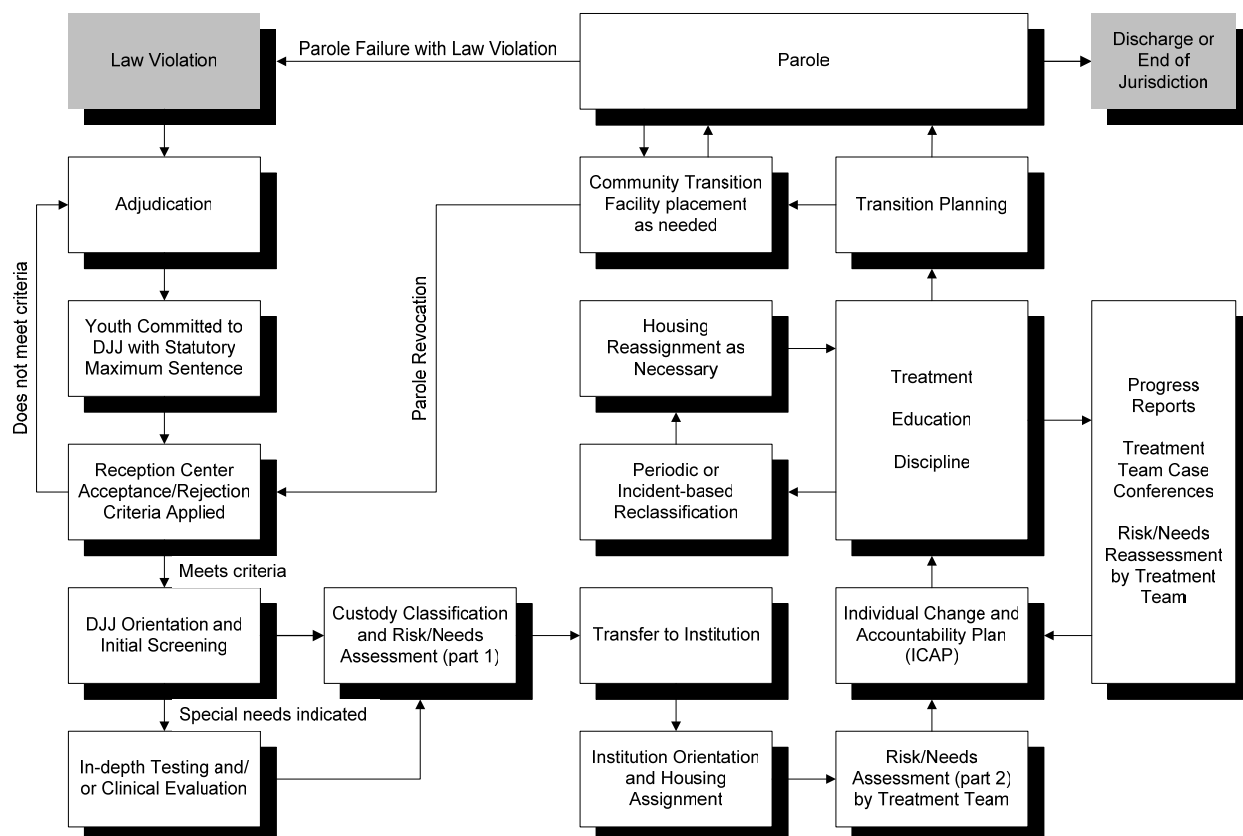 Law Violation
Parole Failure with Law Violation
Parole
Discharge or
End of
Jurisdiction
Adjudication
Community Transition
Facility placement
as needed
Transition Planning
Does not meet criteria
Youth Committed to
DJJ with Statutory
Maximum Sentence
Parole Revocation
Housing
Reassignment as
Necessary
Treatment
Education
Discipline
Progress
Reports
Treatment
Team Case
Conferences
Risk/Needs
Reassessment
by Treatment
Team
Reception Center
Acceptance/Rejection
Criteria Applied
Periodic or
Incident-based
Reclassification
Meets criteria
DJJ Orientation and
Initial Screening
Custody Classification
and Risk/Needs
Assessment (part 1)
Transfer to Institution
Individual Change and
Accountability Plan
(ICAP)
Special needs indicated
In-depth Testing and/
or Clinical Evaluation
Institution Orientation
and Housing
Assignment
Risk/Needs
Assessment (part 2)
by Treatment Team